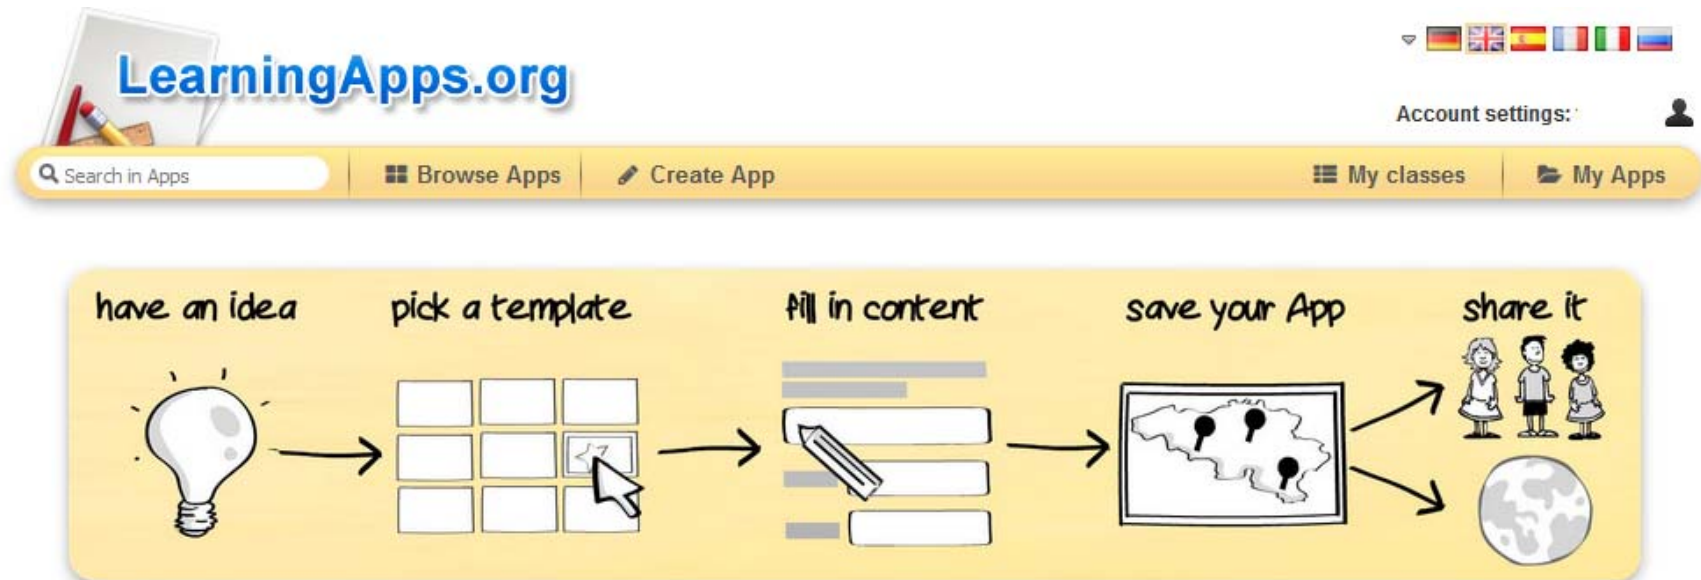 LearningApps.org
Account settings:
Search in Apps
Browse Apps
Create App
My classes
My Apps
have an idea
pick a template
fill in content
save your App
share it